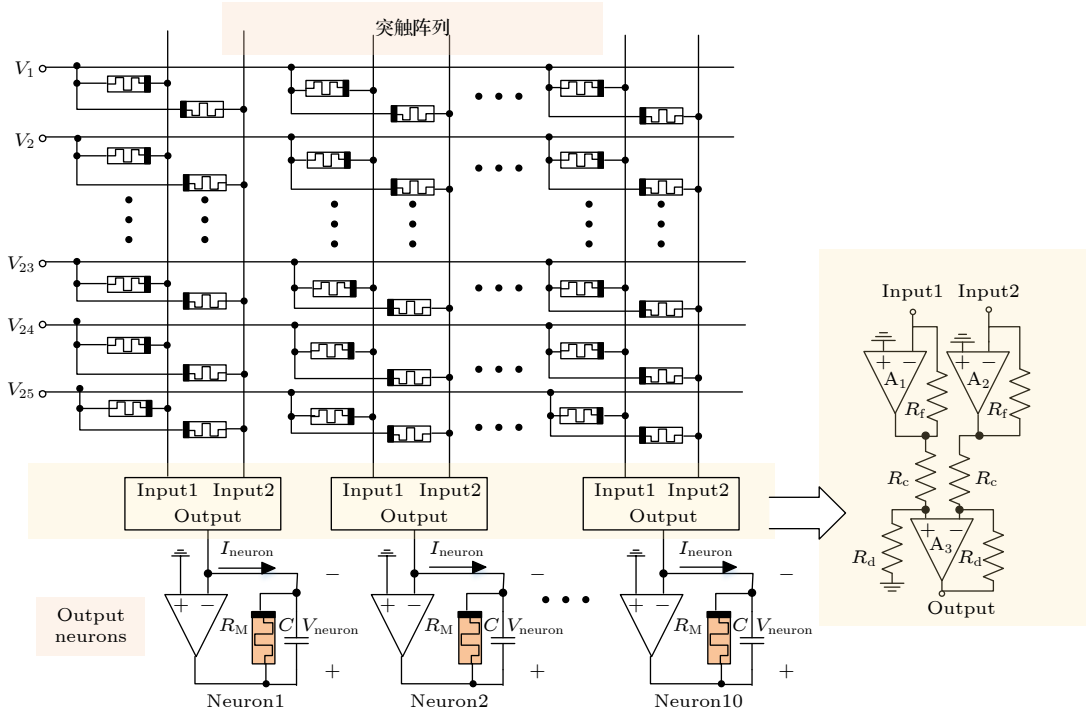 突触阵列
V1
V2
V23
V24
V25
Input1 Input2
Output
Input1 Input2
Output
Input1 Input2
Output
Ineuron
Ineuron
Ineuron
Output
neurons
+ −
RM
C
Vneuron
−
+
Neuron1
+ −
RM
C
Vneuron
−
+
Neuron2
+ −
RM
C
Vneuron
−
+
Neuron10
Input1 Input2
+ −
A1
Rf
+ −
A2
Rf
Rc
Rc
+ −
A3
Rd
Rd
Output